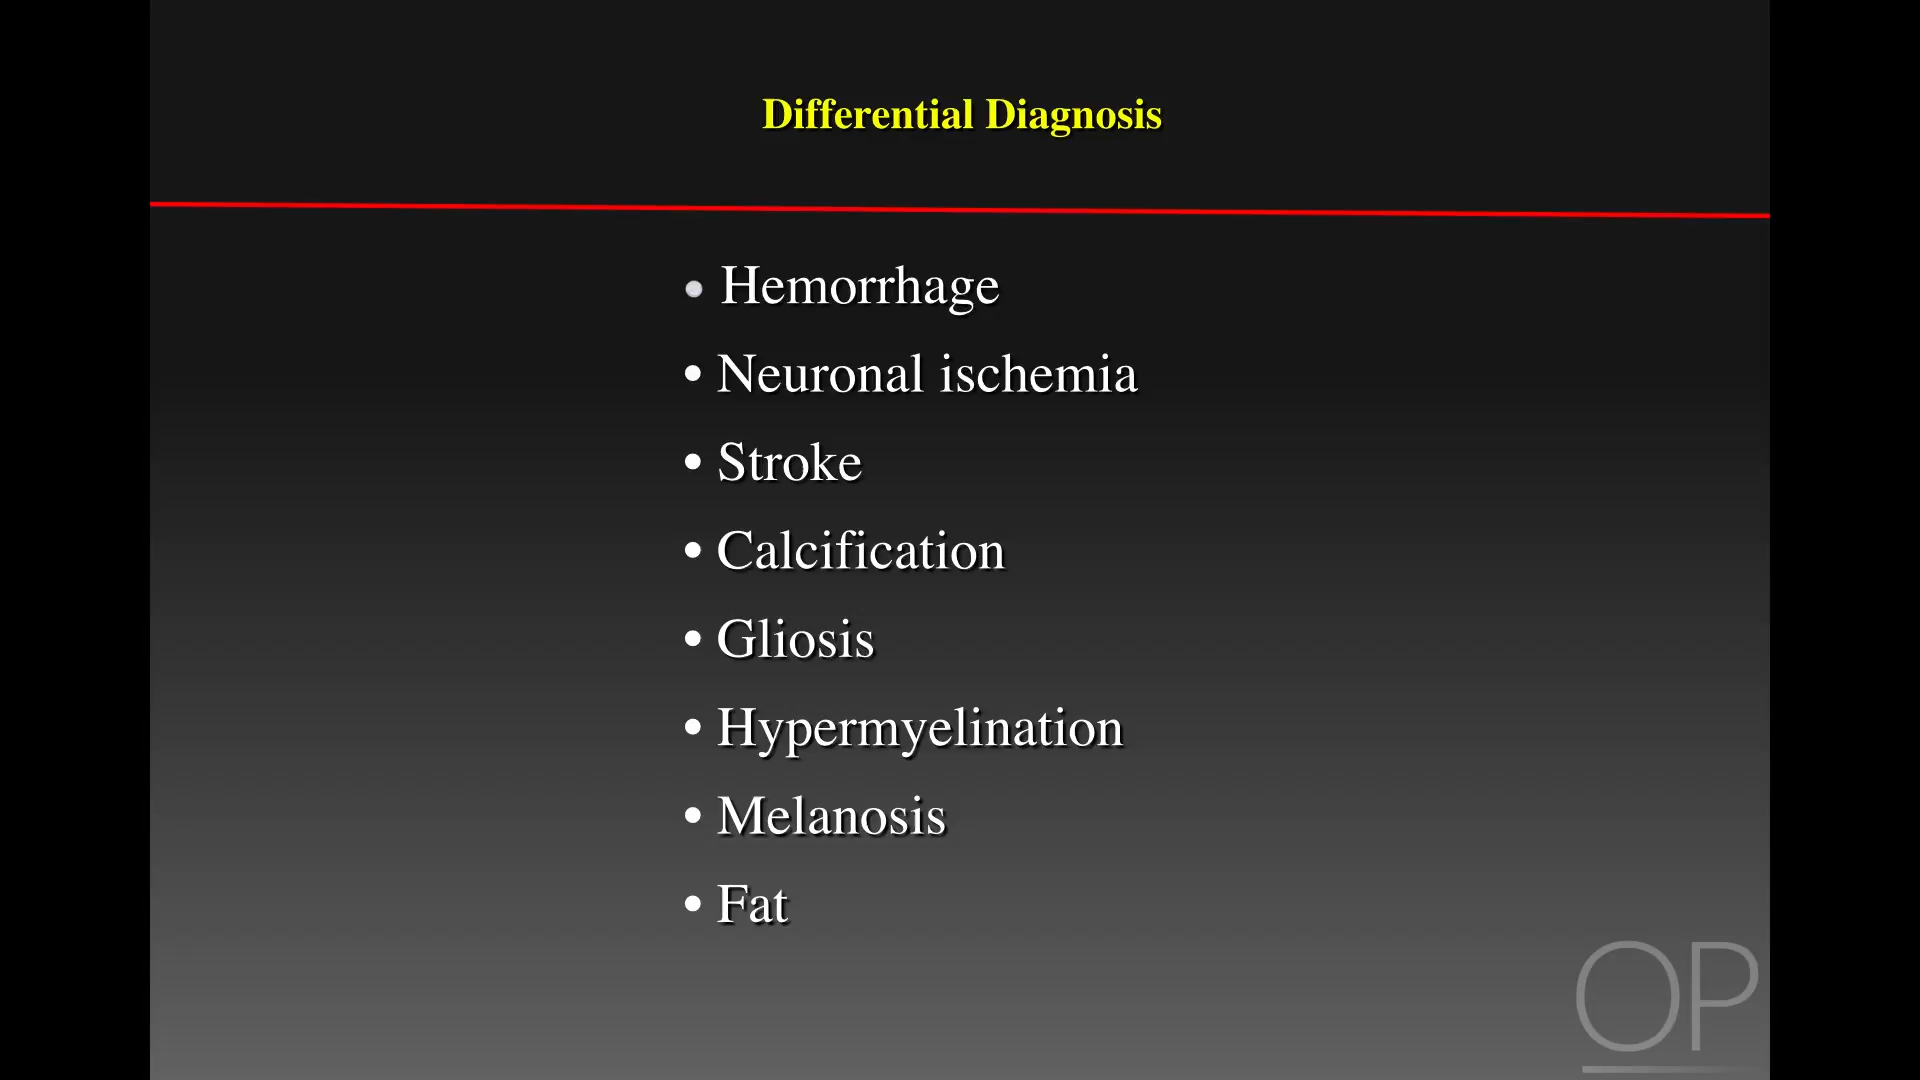 Differential Diagnosis
• Hemorrhage
• Neuronal ischemia
• Stroke
• Calcification
• Gliosis
• Hypermyelination
• Melanosis
• Fat
OP